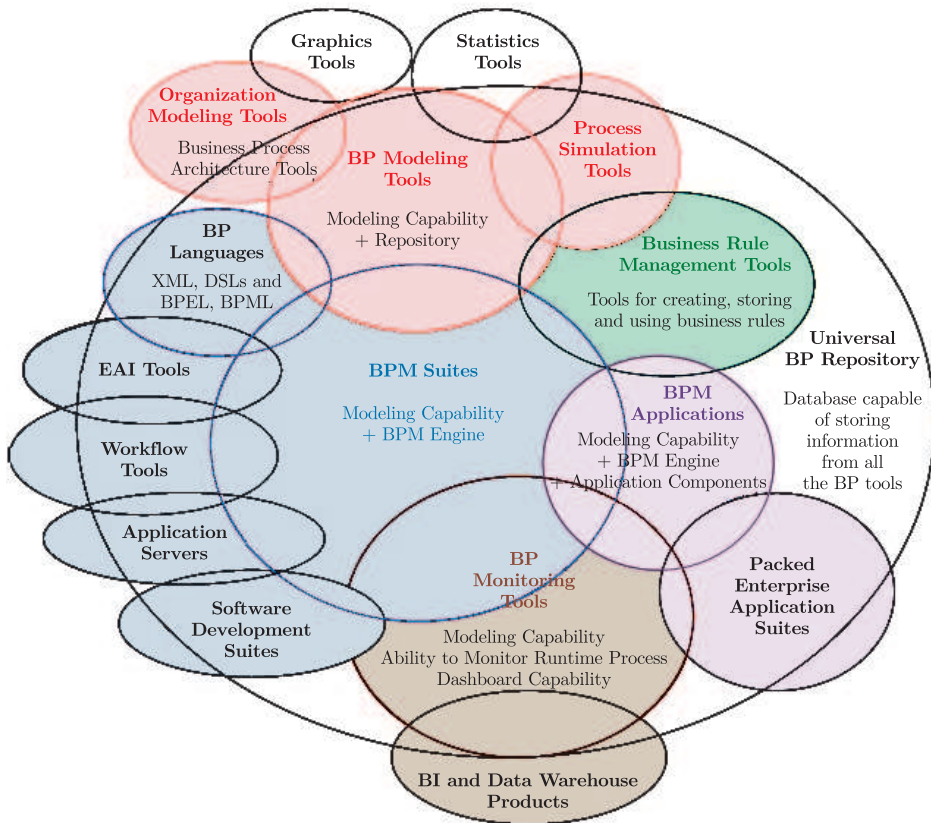 Graphics
Tools
Statistics
Tools
Organization
Modeling Tools
Business Process
Architecture Tools
BP Modeling
Tools
Modeling Capability
+ Repository
Process
Simulation
Tools
BP
Languages
XML, DSLs and
BPEL, BPML
Business Rule
Management Tools
Tools for creating, storing
and using business rules
Universal
BP Repository
Database capable
of storing
information
from all
the BP tools
EAI Tools
BPM Suites
Modeling Capability
+ BPM Engine
BPM
Applications
Modeling Capability
+ BPM Engine
+ Application Components
Workflow
Tools
Application
Servers
BP
Monitoring
Tools
Modeling Capability
Ability to Monitor Runtime Process
Dashboard Capability
Packed
Enterprise
Application
Suites
Software
Development
Suites
BI and Data Warehouse
Products